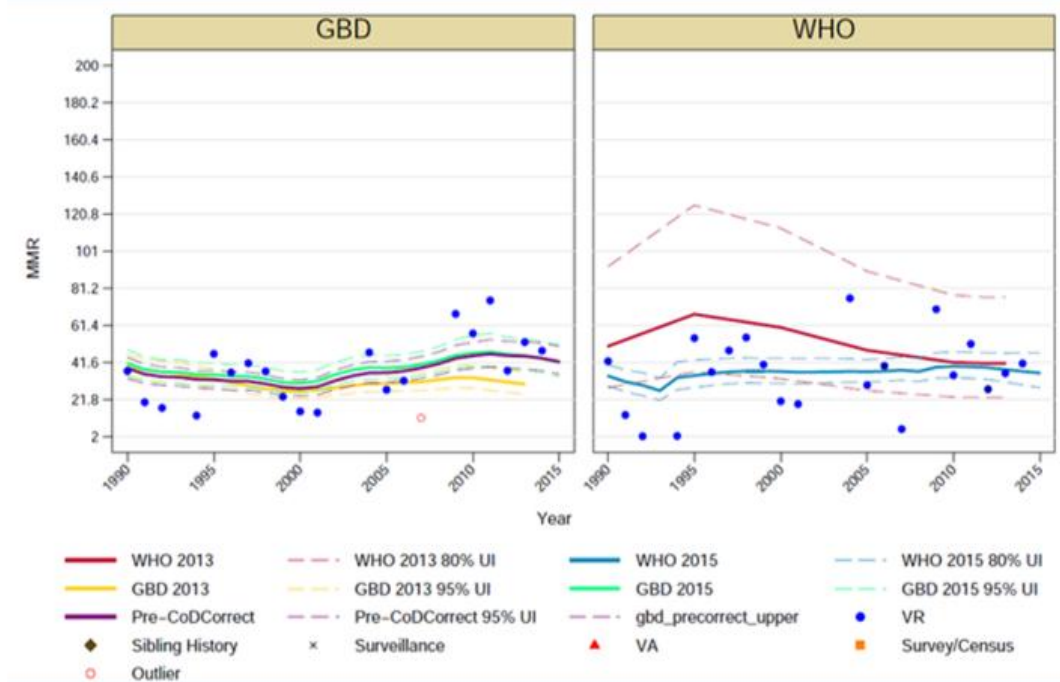 GBD WHO
200
180.2
160.4
140.6
120.8
101
81.2
61.4
41.6
21.8
2
MMR
1990 1995 2000 2005 2010 2015 1990 1995 2000 2005 2010 2015
Year
WHO 2013 WHO 2013 80% UI WHO 2015 WHO 2015 80% UI
GBD 2013 GBD 2013 95% UI GBD 2015 GBD 2015 95% UI
Pre-CoDCorrect Pre-CoDCorrect 95% UI gbd_precorrect_upper VR
Sibling History Surveillance VA Survey/Census
Outlier